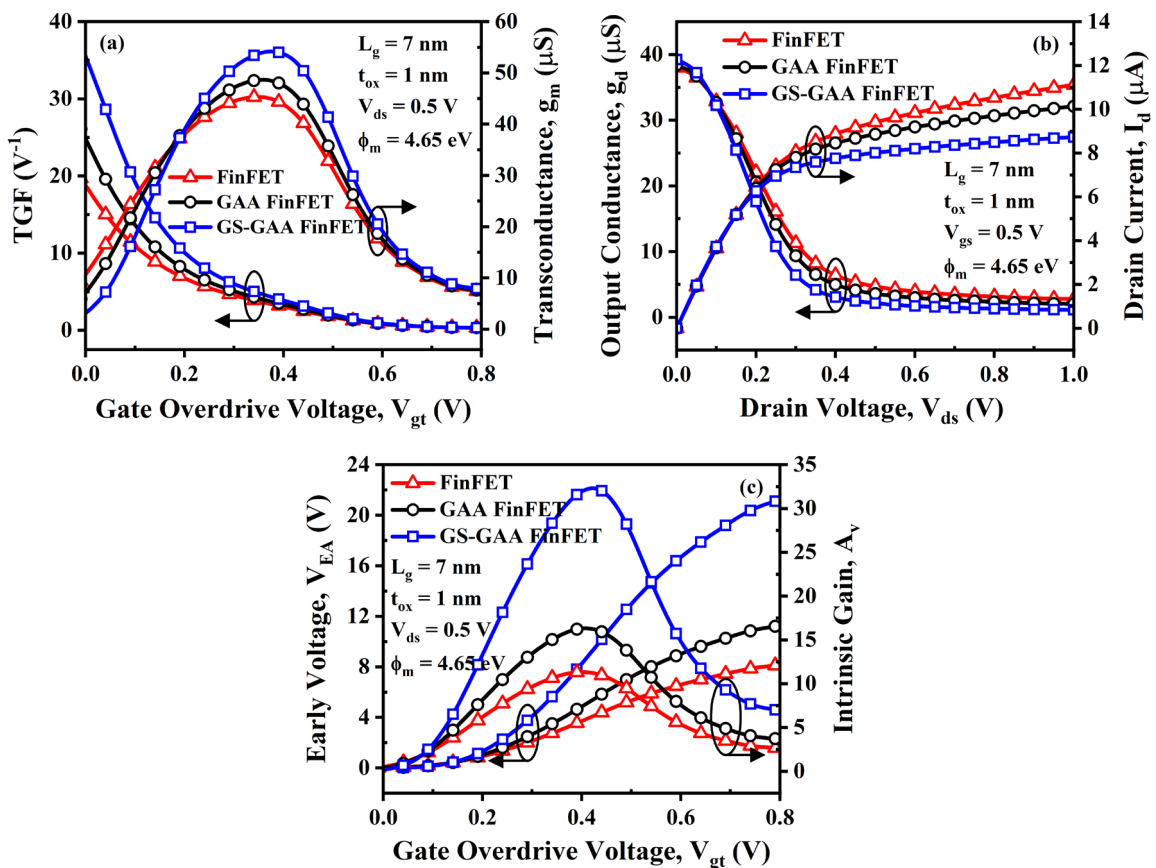 (a)
L_g = 7 nm
t_ox = 1 nm
V_ds = 0.5 V
ϕ_m = 4.65 eV
FinFET
GAA FinFET
GS-GAA FinFET
TGF (V⁻¹)
0
10
20
30
40
Transconductance, g_m (μS)
0
10
20
30
40
50
60
0.0 0.2 0.4 0.6 0.8
Gate Overdrive Voltage, V_gt (V)
(b)
FinFET
GAA FinFET
GS-GAA FinFET
L_g = 7 nm
t_ox = 1 nm
V_gs = 0.5 V
ϕ_m = 4.65 eV
Output Conductance, g_d (μS)
0
10
20
30
40
Drain Current, I_d (μA)
0
2
4
6
8
10
12
14
0.0 0.2 0.4 0.6 0.8 1.0
Drain Voltage, V_ds (V)
(c)
FinFET
GAA FinFET
GS-GAA FinFET
L_g = 7 nm
t_ox = 1 nm
V_ds = 0.5 V
ϕ_m = 4.65 eV
Early Voltage, V_EA (V)
0
4
8
12
16
20
24
Intrinsic Gain, A_v
0
5
10
15
20
25
30
35
0.0 0.2 0.4 0.6 0.8
Gate Overdrive Voltage, V_gt (V)